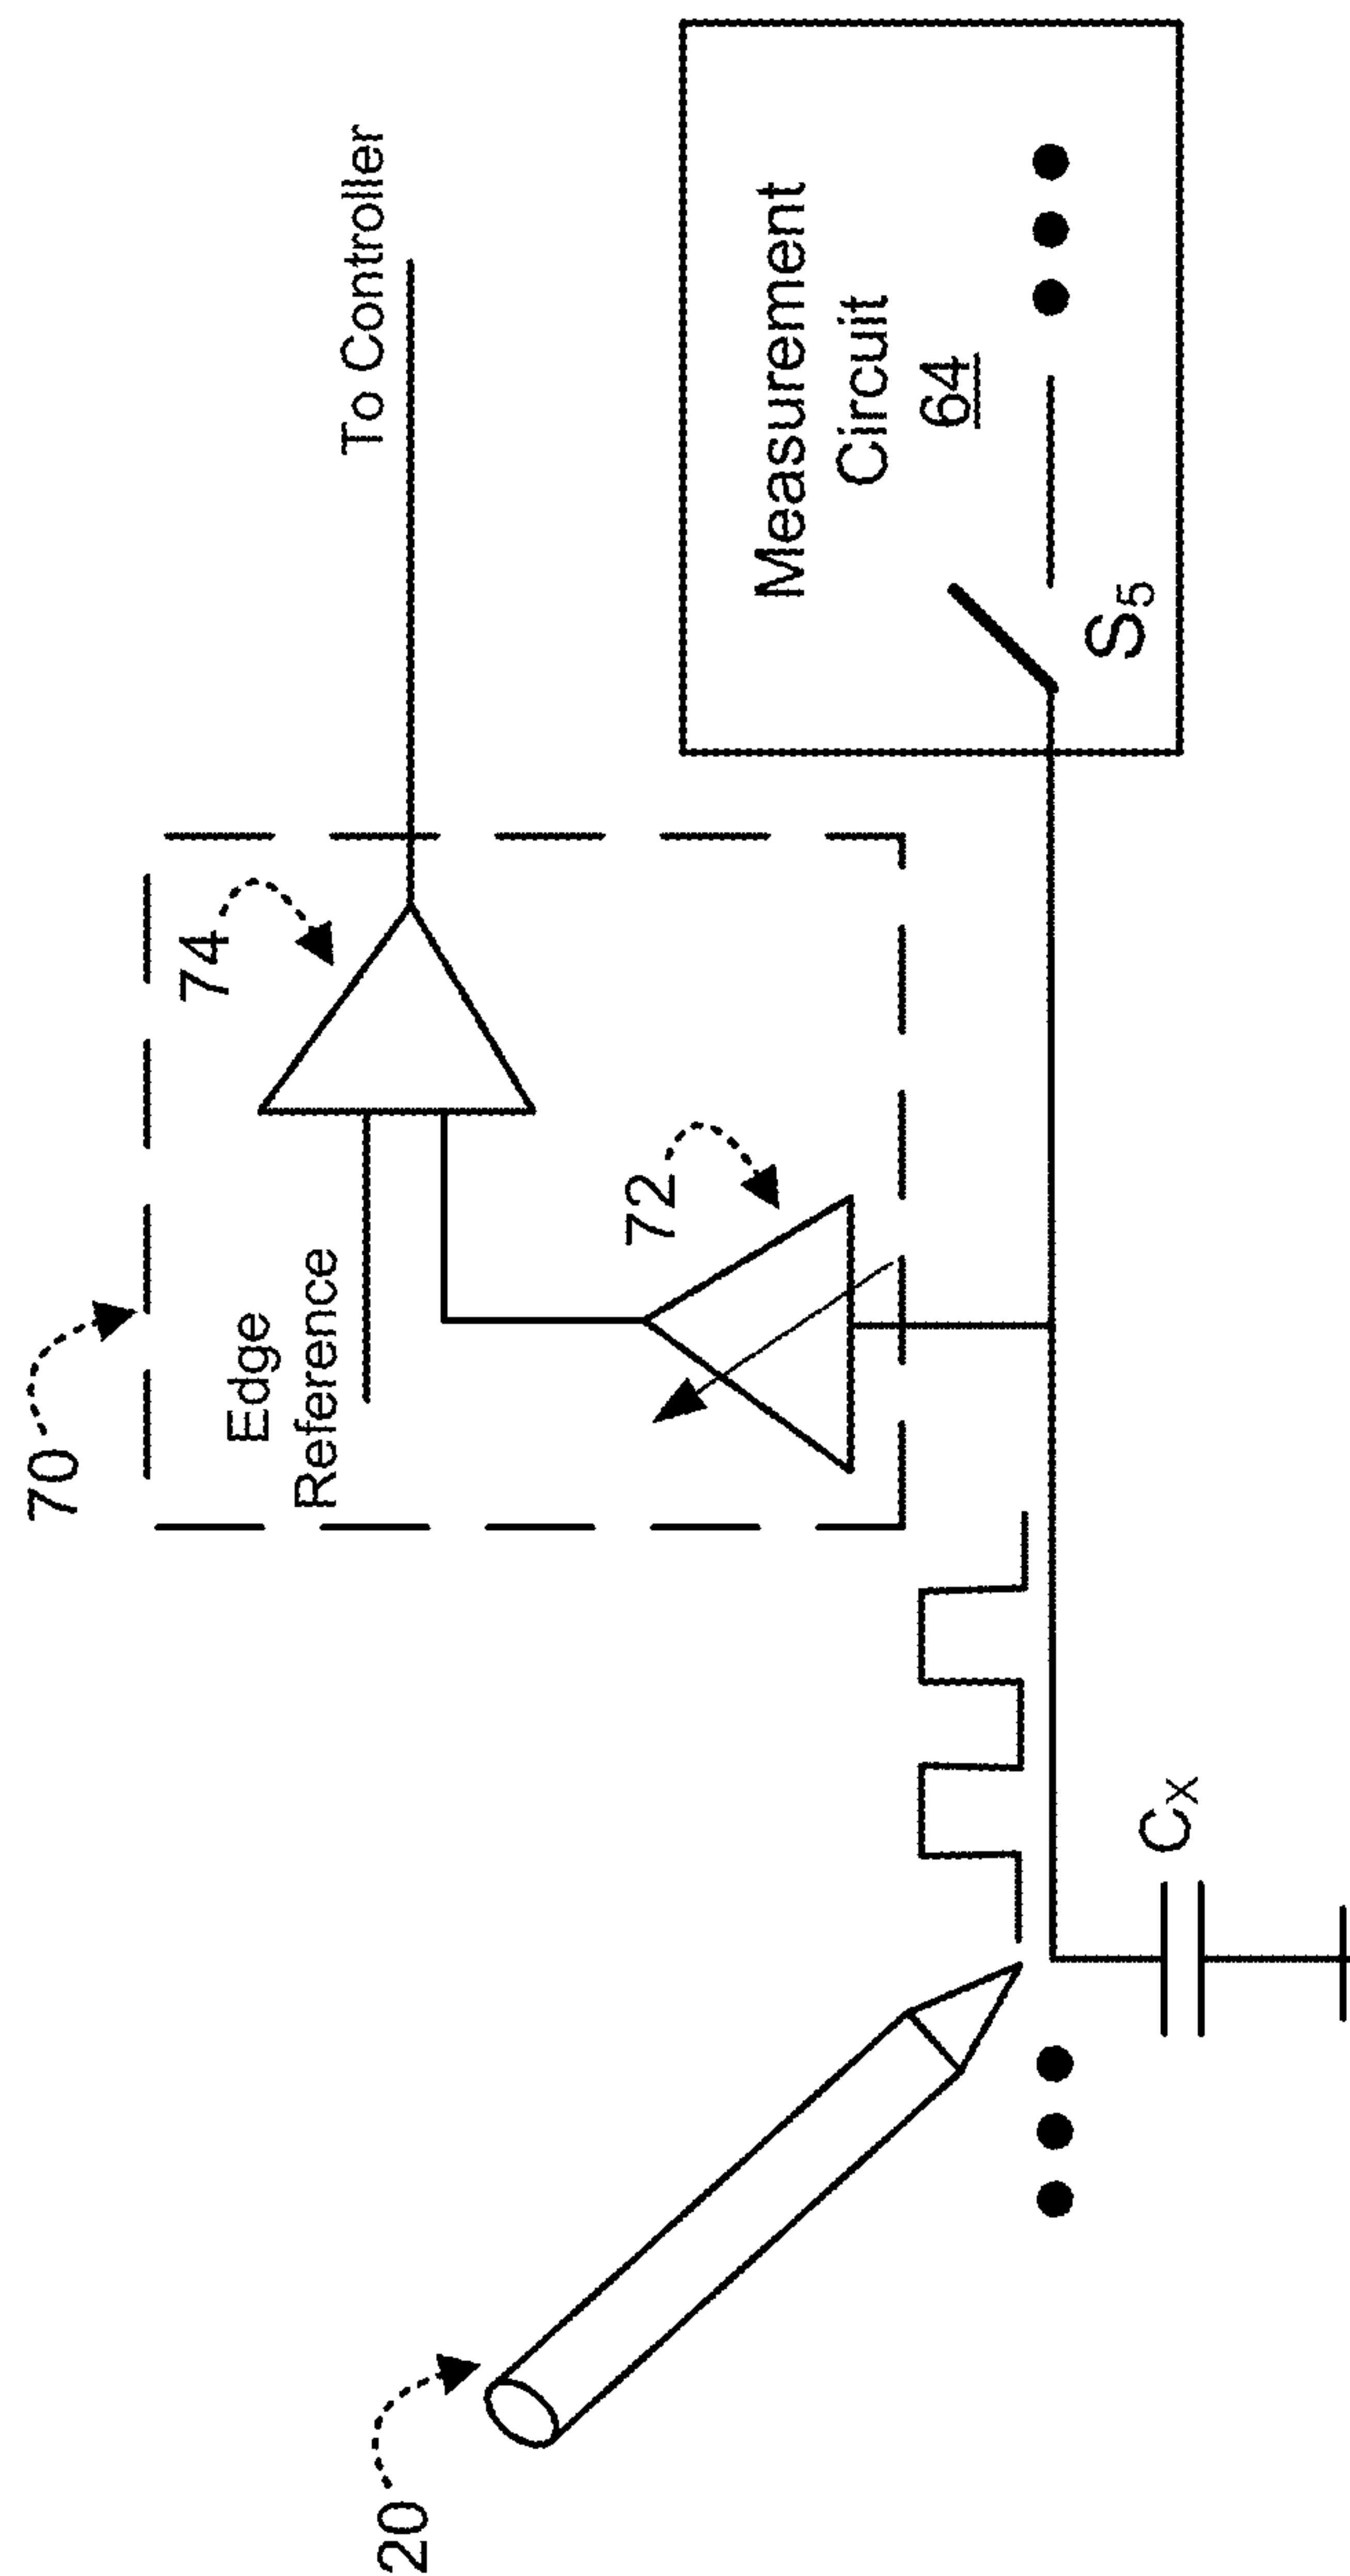 70
74
To Controller
Edge
Reference
72
20
Measurement
Circuit
64
S5
CX